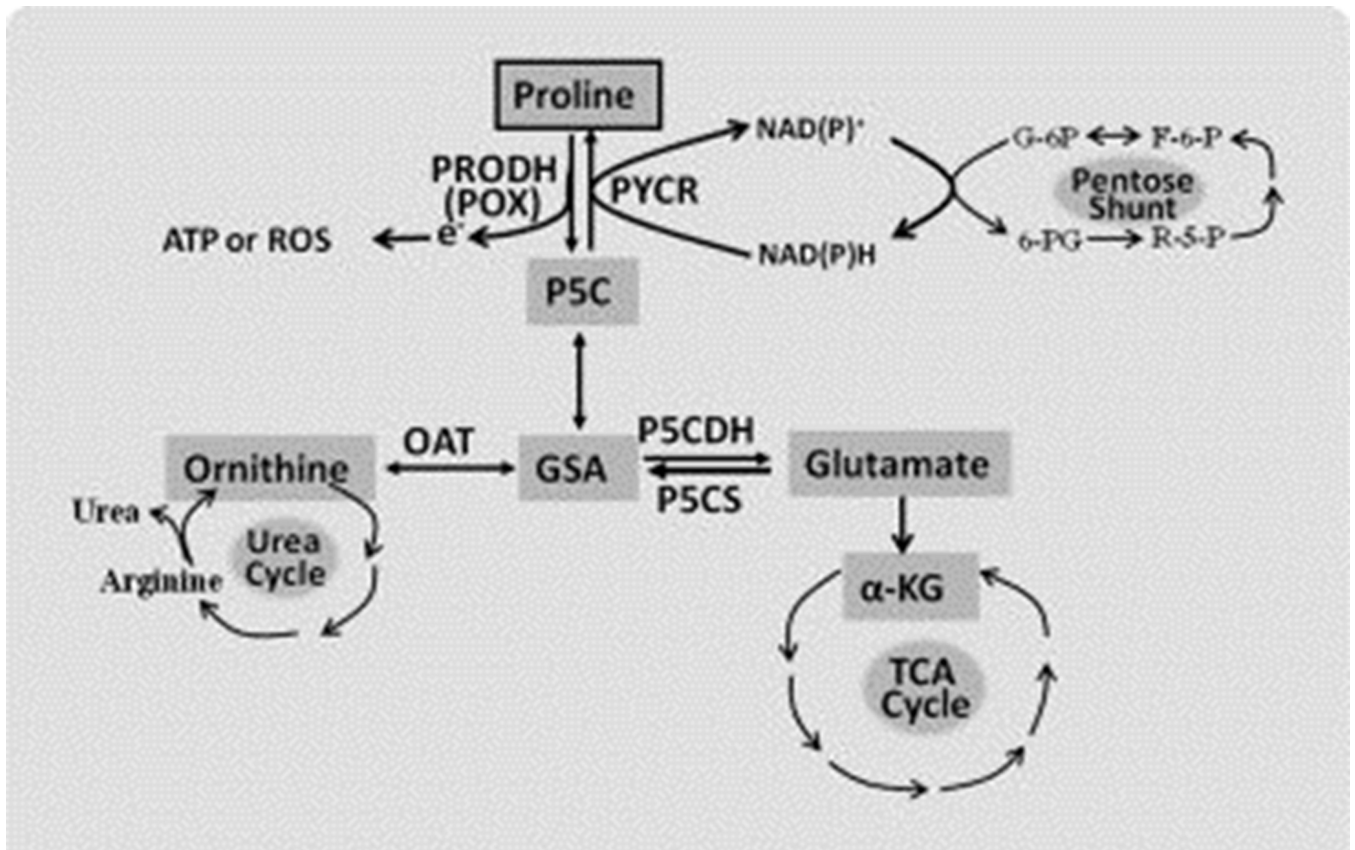 Proline
NAD(P)⁺
G-6P
F-6-P
PRODH
(POX)
PYCR
Pentose
Shunt
ATP or ROS
e⁻
NAD(P)H
6-PG
R-5-P
P5C
P5CDH
OAT
Ornithine
GSA
Glutamate
P5CS
Urea
Urea
Cycle
Arginine
α-KG
TCA
Cycle